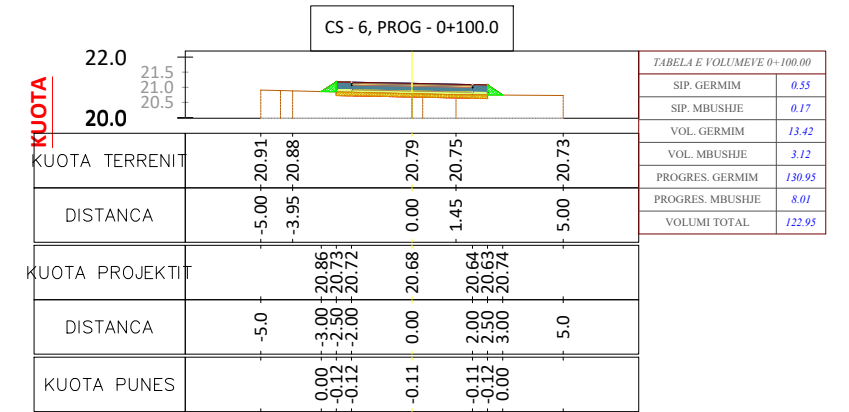 CS - 6, PROG - 0+100.0
22.0
21.5
21.0
20.5
20.0
KUOTA
KUOTA TERRENIT
20.91 20.88 20.79 20.75 20.73
DISTANCA
-5.00 -3.95 0.00 1.45 5.00
KUOTA PROJEKTIT
20.86 20.73 20.72 20.68 20.64 20.63 20.74
DISTANCA
-5.0 -3.00 -2.50 -2.00 0.00 2.00 2.50 3.00 5.0
KUOTA PUNES
0.00 -0.12 -0.12 -0.11 -0.11 -0.12 0.00
TABELA E VOLUMEVE 0+100.00
SIP. GERMIM 0.55
SIP. MBUSHJE 0.17
VOL. GERMIM 13.42
VOL. MBUSHJE 3.12
PROGRES. GERMIM 130.95
PROGRES. MBUSHJE 8.01
VOLUMI TOTAL 122.95